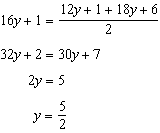 16y + 1 = (12y + 1 + 18y + 6)/2
32y + 2 = 30y + 7
2y = 5
y = 5/2